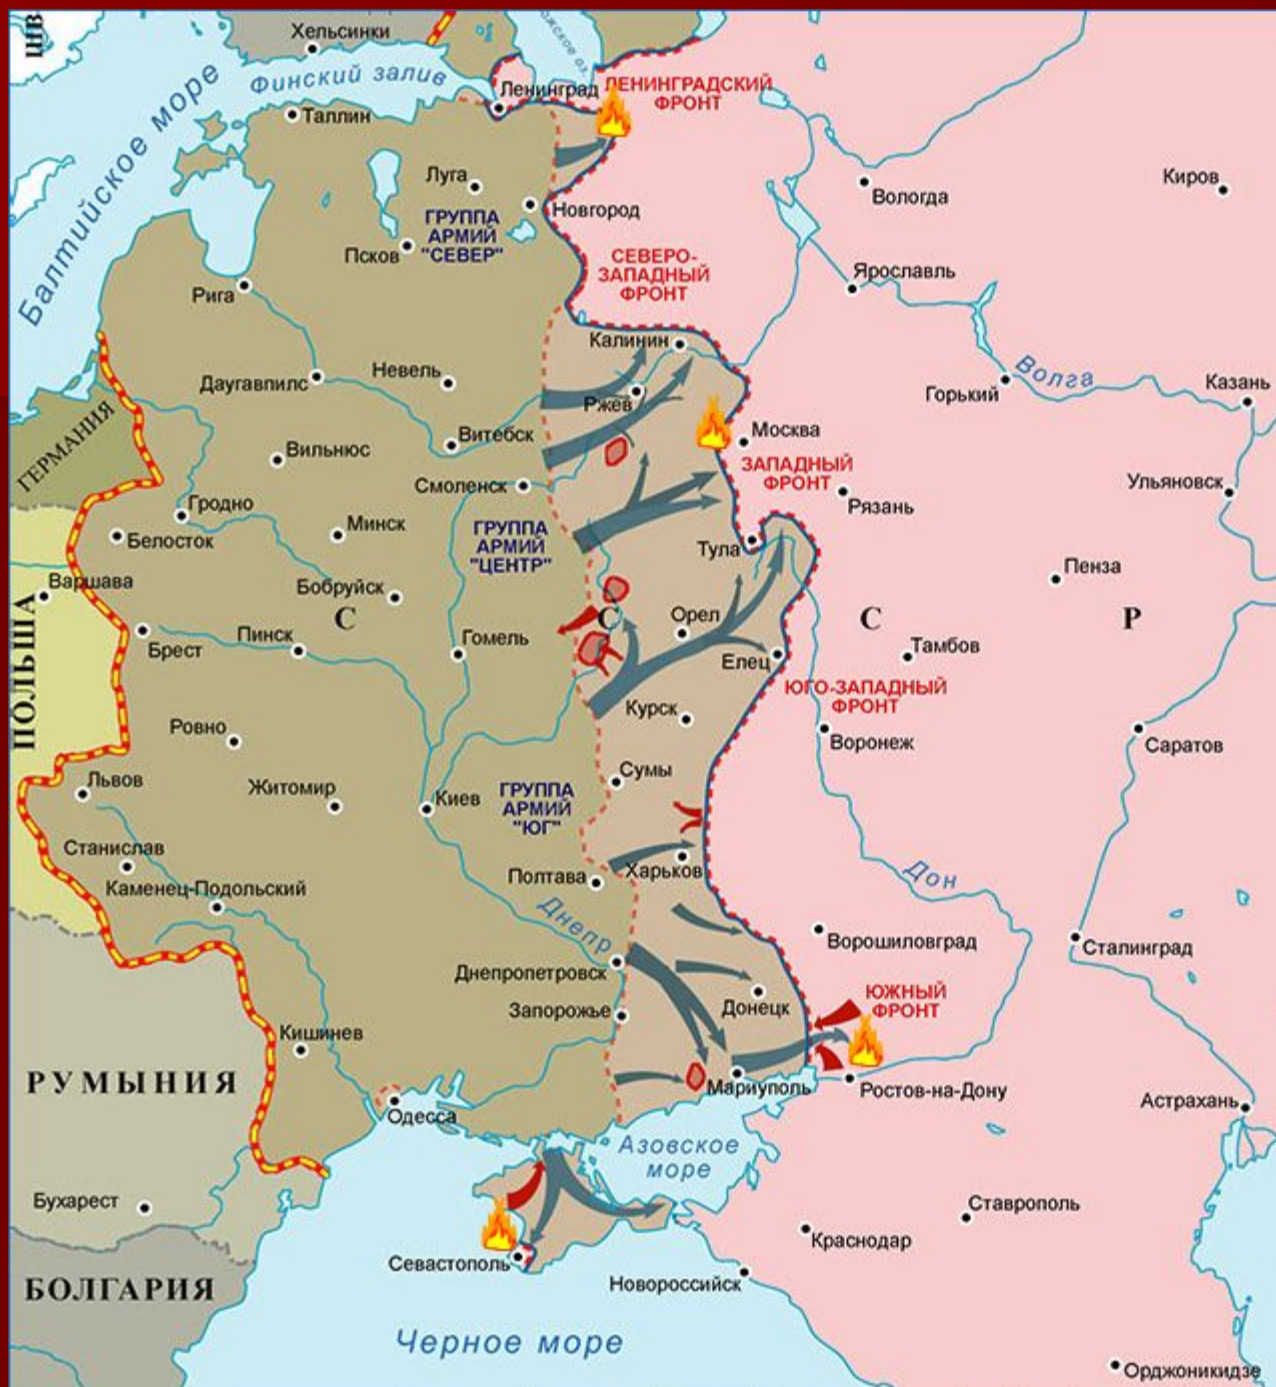 ШВ
Хельсинки
Финский залив
Ленинград
ЛЕНИНГРАДСКИЙ
ФРОНТ
Балтийское море
Таллин
Луга
Новгород
ГРУППА
АРМИЙ
"СЕВЕР"
Псков
Вологда
Киров
СЕВЕРО-
ЗАПАДНЫЙ
ФРОНТ
Ярославль
Рига
Калинин
Даугавпилс
Невель
Ржев
Горький
Волга
Казань
ГЕРМАНИЯ
Вильнюс
Витебск
Москва
ЗАПАДНЫЙ
ФРОНТ
Смоленск
Рязань
Ульяновск
Гродно
Белосток
Минск
ГРУППА
АРМИЙ
"ЦЕНТР"
Тула
Пенза
Варшава
Бобруйск
ПОЛЬША
С
С
С
Р
Орел
Брест
Пинск
Гомель
Елец
Тамбов
ЮГО-ЗАПАДНЫЙ
ФРОНТ
Курск
Ровно
Воронеж
Саратов
Сумы
Львов
Житомир
Киев
ГРУППА
АРМИЙ
"ЮГ"
Станислав
Каменец-Подольский
Полтава
Харьков
Дон
Днепр
Ворошиловград
Сталинград
Днепропетровск
Запорожье
Донецк
ЮЖНЫЙ
ФРОНТ
Кишинев
РУМЫНИЯ
Мариуполь
Ростов-на-Дону
Астрахань
Одесса
Азовское
море
Бухарест
Ставрополь
Краснодар
БОЛГАРИЯ
Севастополь
Новороссийск
Черное море
Орджоникидзе